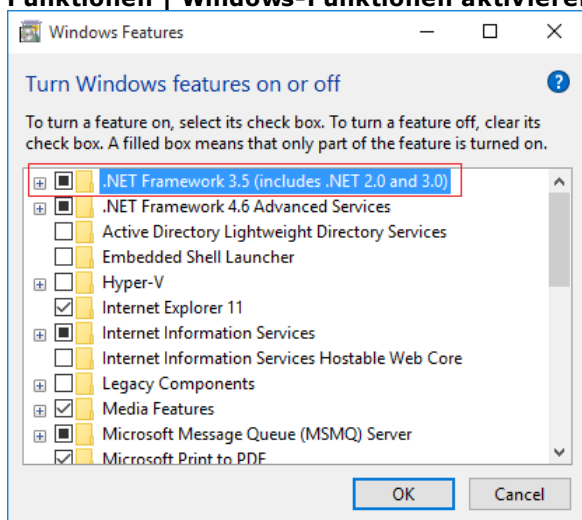 Funktionen | Windows-Funktionen aktivieren
Windows Features
Turn Windows features on or off
To turn a feature on, select its check box. To turn a feature off, clear its
check box. A filled box means that only part of the feature is turned on.
.NET Framework 3.5 (includes .NET 2.0 and 3.0)
.NET Framework 4.6 Advanced Services
Active Directory Lightweight Directory Services
Embedded Shell Launcher
Hyper-V
Internet Explorer 11
Internet Information Services
Internet Information Services Hostable Web Core
Legacy Components
Media Features
Microsoft Message Queue (MSMQ) Server
Microsoft Print to PDF
OK Cancel